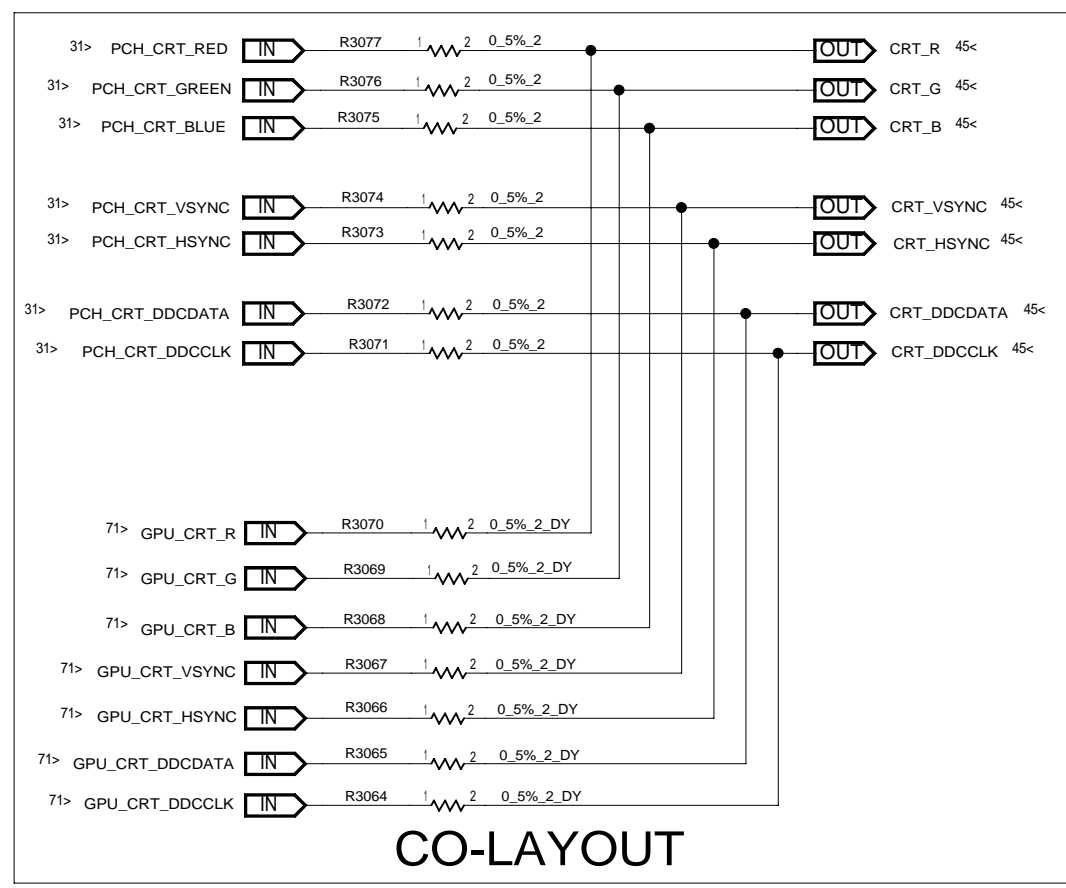 31> PCH_CRT_RED IN R3077 1 2 0_5%_2 OUT CRT_R 45<
31> PCH_CRT_GREEN IN R3076 1 2 0_5%_2 OUT CRT_G 45<
31> PCH_CRT_BLUE IN R3075 1 2 0_5%_2 OUT CRT_B 45<
31> PCH_CRT_VSYNC IN R3074 1 2 0_5%_2 OUT CRT_VSYNC 45<
31> PCH_CRT_HSYNC IN R3073 1 2 0_5%_2 OUT CRT_HSYNC 45<
31> PCH_CRT_DDCDATA IN R3072 1 2 0_5%_2 OUT CRT_DDCDATA 45<
31> PCH_CRT_DDCCLK IN R3071 1 2 0_5%_2 OUT CRT_DDCCLK 45<
71> GPU_CRT_R IN R3070 1 2 0_5%_2_DY
71> GPU_CRT_G IN R3069 1 2 0_5%_2_DY
71> GPU_CRT_B IN R3068 1 2 0_5%_2_DY
71> GPU_CRT_VSYNC IN R3067 1 2 0_5%_2_DY
71> GPU_CRT_HSYNC IN R3066 1 2 0_5%_2_DY
71> GPU_CRT_DDCDATA IN R3065 1 2 0_5%_2_DY
71> GPU_CRT_DDCCLK IN R3064 1 2 0_5%_2_DY
CO-LAYOUT